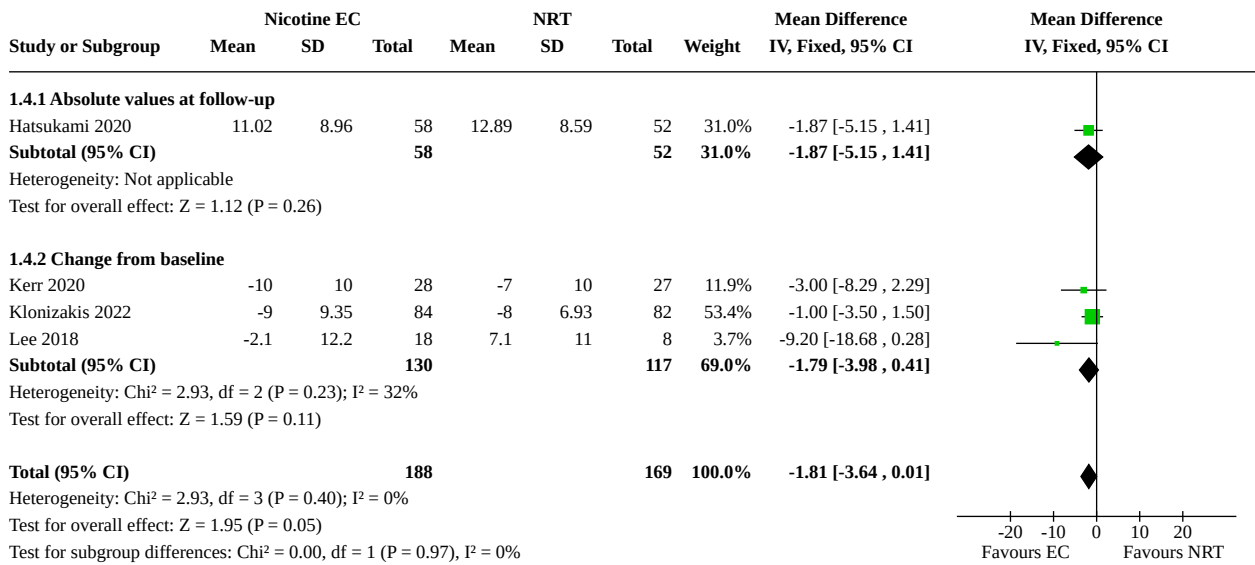 Nicotine EC NRT Mean Difference Mean Difference
Study or Subgroup Mean SD Total Mean SD Total Weight IV, Fixed, 95% CI IV, Fixed, 95% CI
1.4.1 Absolute values at follow-up
Hatsukami 2020 11.02 8.96 58 12.89 8.59 52 31.0% -1.87 [-5.15 , 1.41]
Subtotal (95% CI) 58 52 31.0% -1.87 [-5.15 , 1.41]
Heterogeneity: Not applicable
Test for overall effect: Z = 1.12 (P = 0.26)
1.4.2 Change from baseline
Kerr 2020 -10 10 28 -7 10 27 11.9% -3.00 [-8.29 , 2.29]
Klonizakis 2022 -9 9.35 84 -8 6.93 82 53.4% -1.00 [-3.50 , 1.50]
Lee 2018 -2.1 12.2 18 7.1 11 8 3.7% -9.20 [-18.68 , 0.28]
Subtotal (95% CI) 130 117 69.0% -1.79 [-3.98 , 0.41]
Heterogeneity: Chi² = 2.93, df = 2 (P = 0.23); I² = 32%
Test for overall effect: Z = 1.59 (P = 0.11)
Total (95% CI) 188 169 100.0% -1.81 [-3.64 , 0.01]
Heterogeneity: Chi² = 2.93, df = 3 (P = 0.40); I² = 0%
Test for overall effect: Z = 1.95 (P = 0.05)
-20 -10 0 10 20
Test for subgroup differences: Chi² = 0.00, df = 1 (P = 0.97), I² = 0%
Favours EC Favours NRT